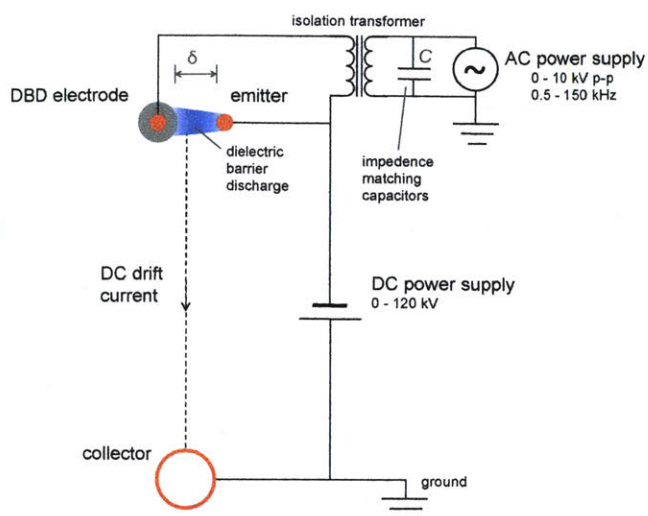 isolation transformer
δ
C
AC power supply
0 - 10 kV p-p
0.5 - 150 kHz
DBD electrode
emitter
dielectric
barrier
discharge
impedence
matching
capacitors
DC drift
current
DC power supply
0 - 120 kV
collector
ground